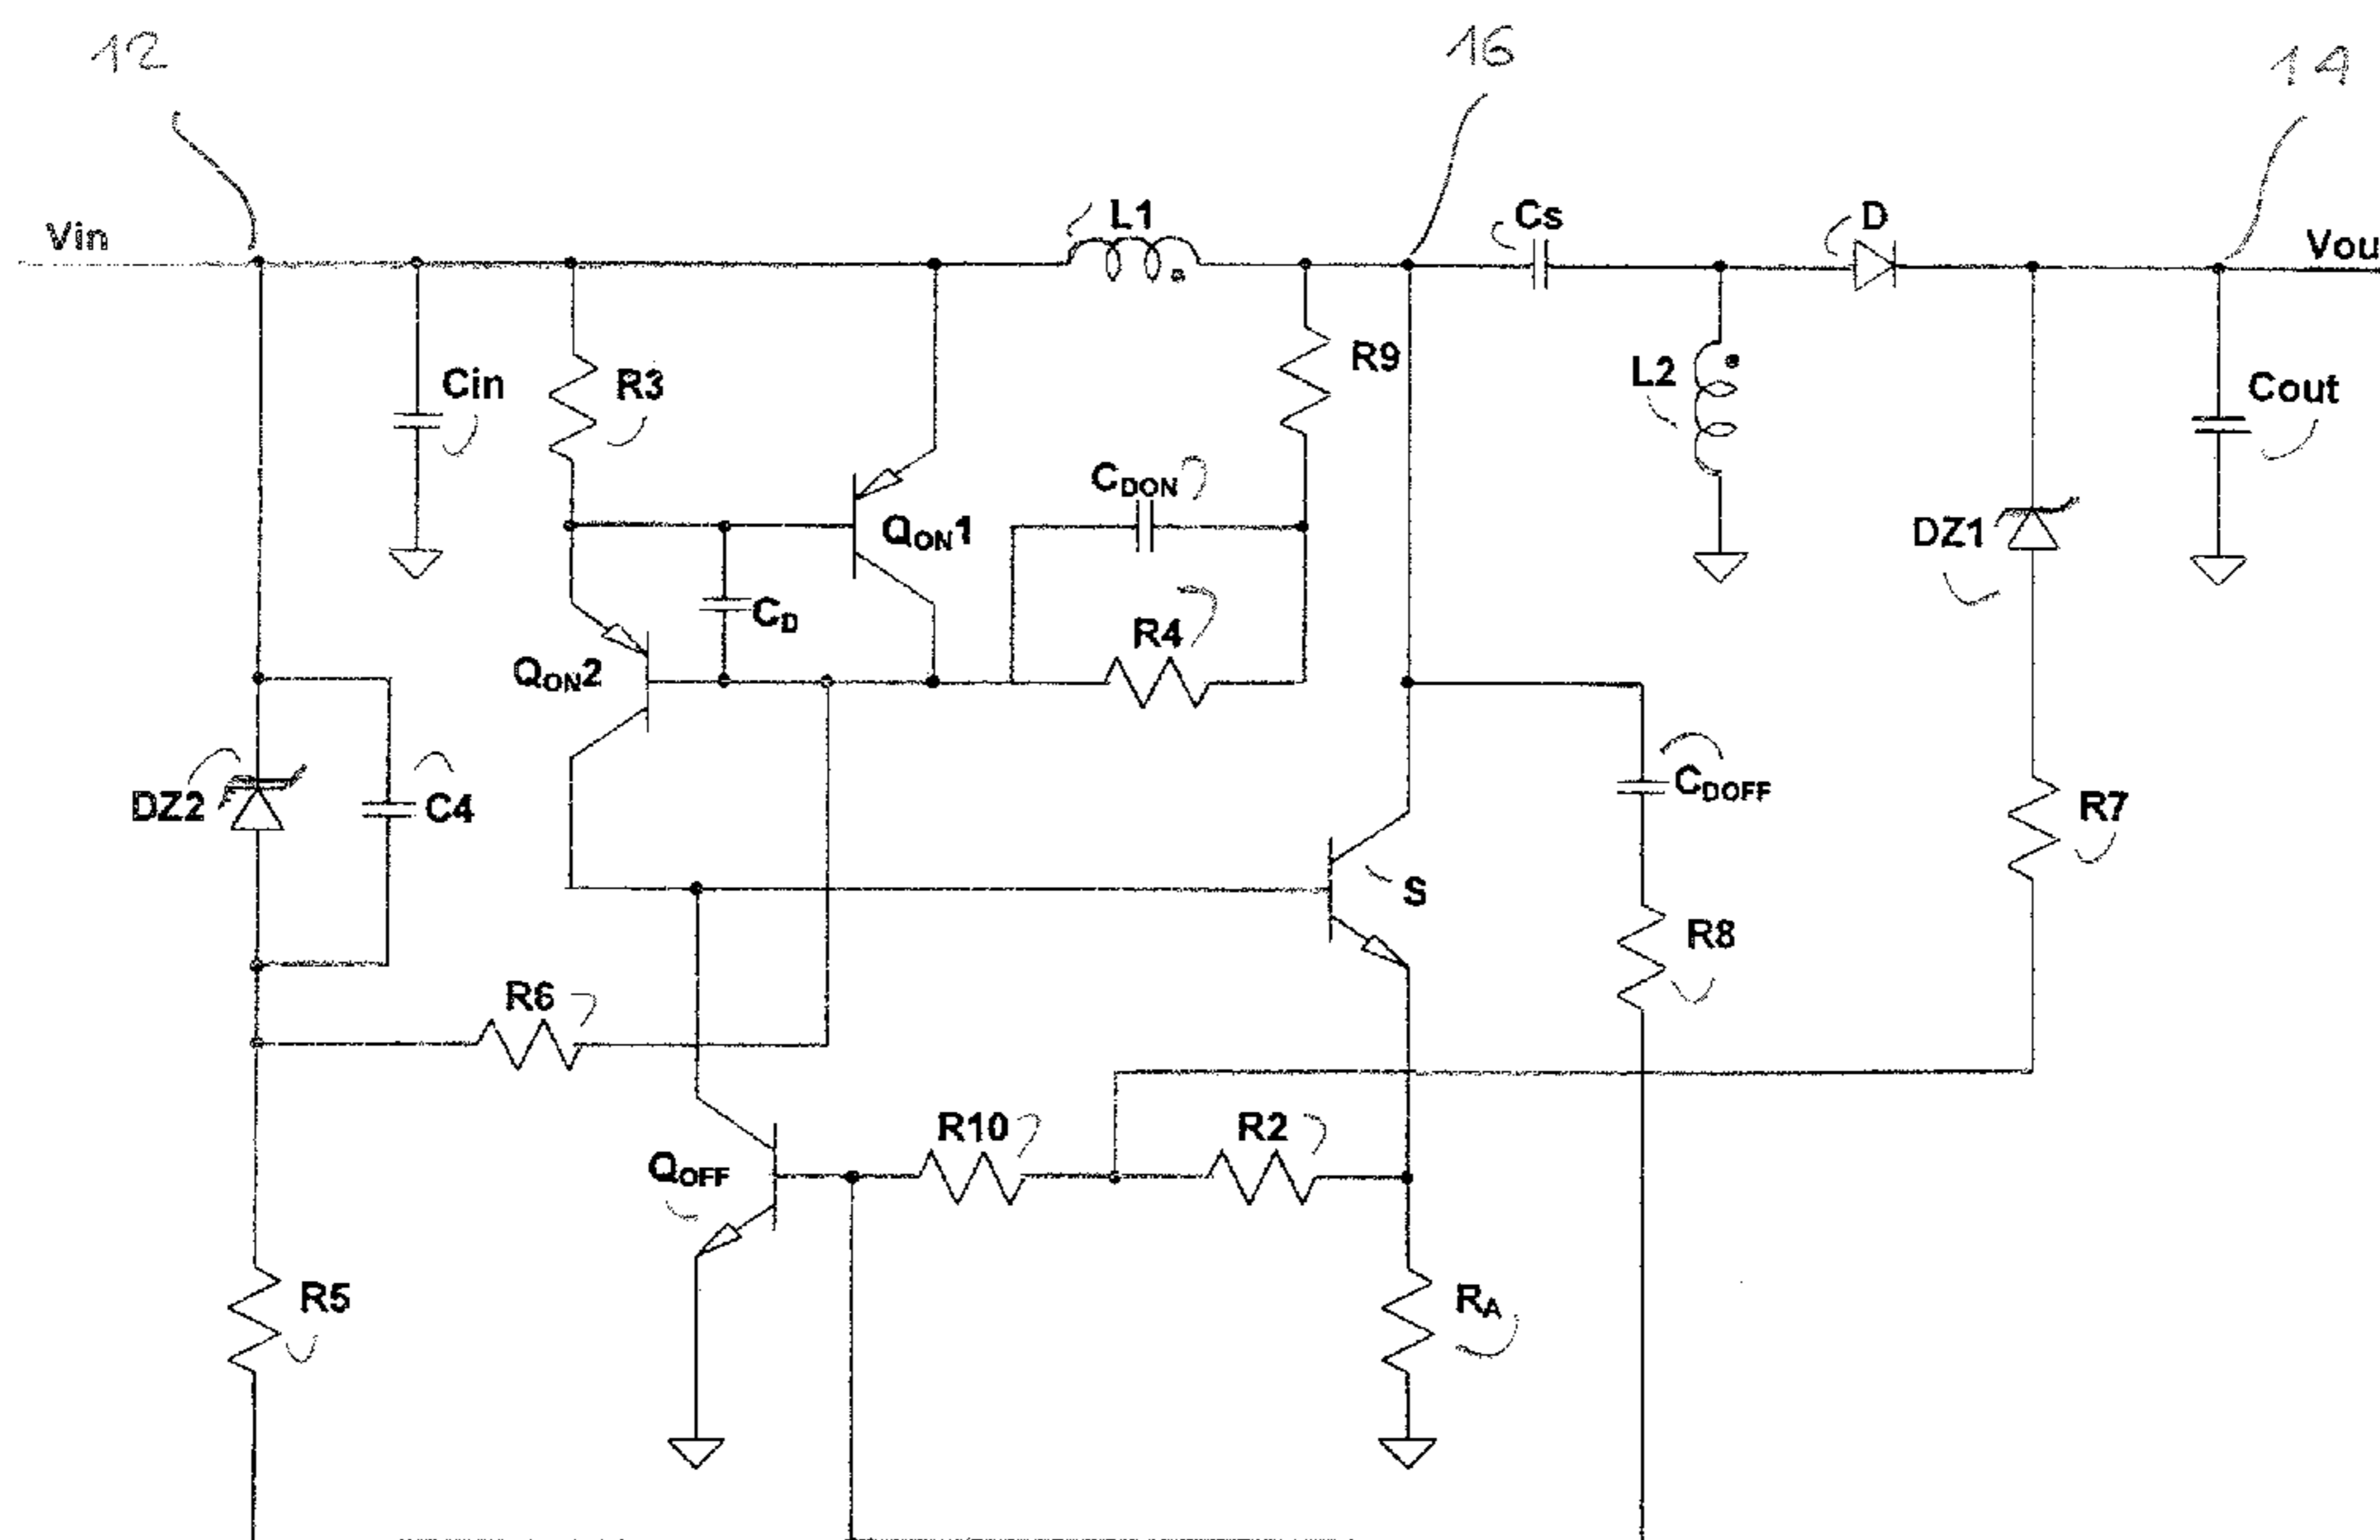 12
16
14
Vin
L1
Cs
D
Vou
R3
Cin
R9
L2
Cout
CDON
QON1
DZ1
CD
R4
QON2
DZ2
C4
CDOFF
R7
S
R8
R6
R10
R2
QOFF
R5
RA